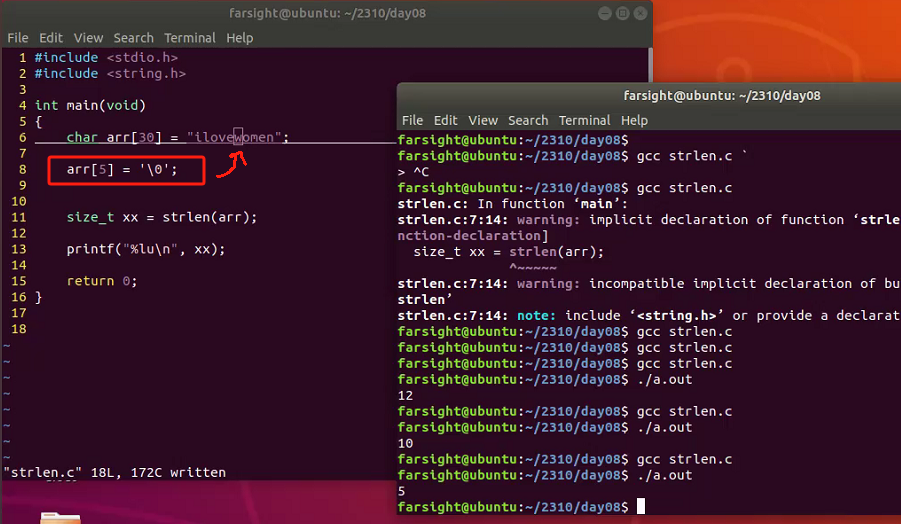 farsight@ubuntu: ~/2310/day08
File Edit View Search Terminal Help
1 #include <stdio.h>
2 #include <string.h>
3
4 int main(void)
5 {
6 char arr[30] = "ilovewomen";
7
8 arr[5] = '\0';
9
10
11 size_t xx = strlen(arr);
12
13 printf("%lu\n", xx);
14
15 return 0;
16 }
17
18
~
~
~
~
~
~
~
~
"strlen.c" 18L, 172C written
farsight@ubuntu: ~/2310/day08
File Edit View Search Terminal Help
farsight@ubuntu:~/2310/day08$
farsight@ubuntu:~/2310/day08$ gcc strlen.c `
> ^C
farsight@ubuntu:~/2310/day08$ gcc strlen.c
strlen.c: In function ‘main’:
strlen.c:7:14: warning: implicit declaration of function ‘strle
nction-declaration]
size_t xx = strlen(arr);
^~~~~~
strlen.c:7:14: warning: incompatible implicit declaration of bu
strlen’
strlen.c:7:14: note: include ‘<string.h>’ or provide a declarat
farsight@ubuntu:~/2310/day08$ gcc strlen.c
farsight@ubuntu:~/2310/day08$ gcc strlen.c
farsight@ubuntu:~/2310/day08$ gcc strlen.c
farsight@ubuntu:~/2310/day08$ ./a.out
12
farsight@ubuntu:~/2310/day08$ gcc strlen.c
farsight@ubuntu:~/2310/day08$ ./a.out
10
farsight@ubuntu:~/2310/day08$ gcc strlen.c
farsight@ubuntu:~/2310/day08$ ./a.out
5
farsight@ubuntu:~/2310/day08$